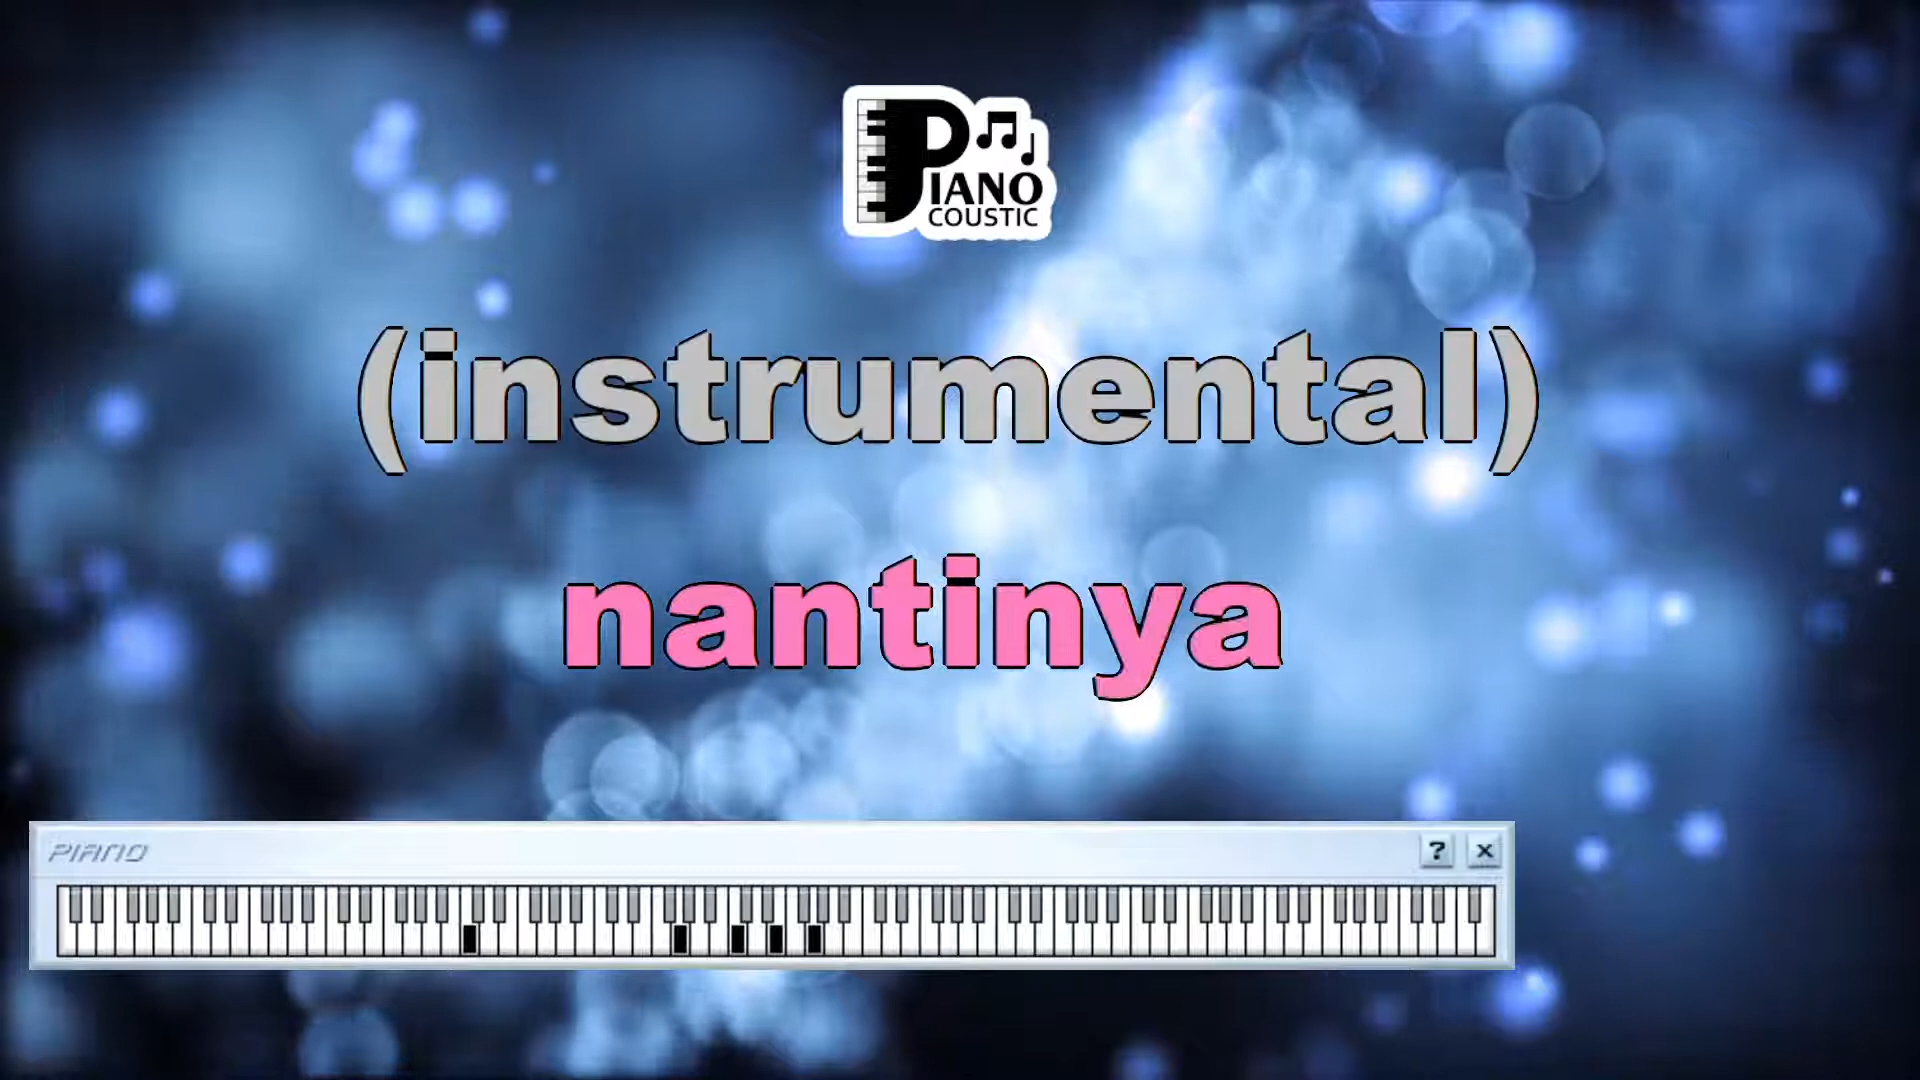 PIANO
COUSTIC
(instrumental)
nantinya
PIANO
? x